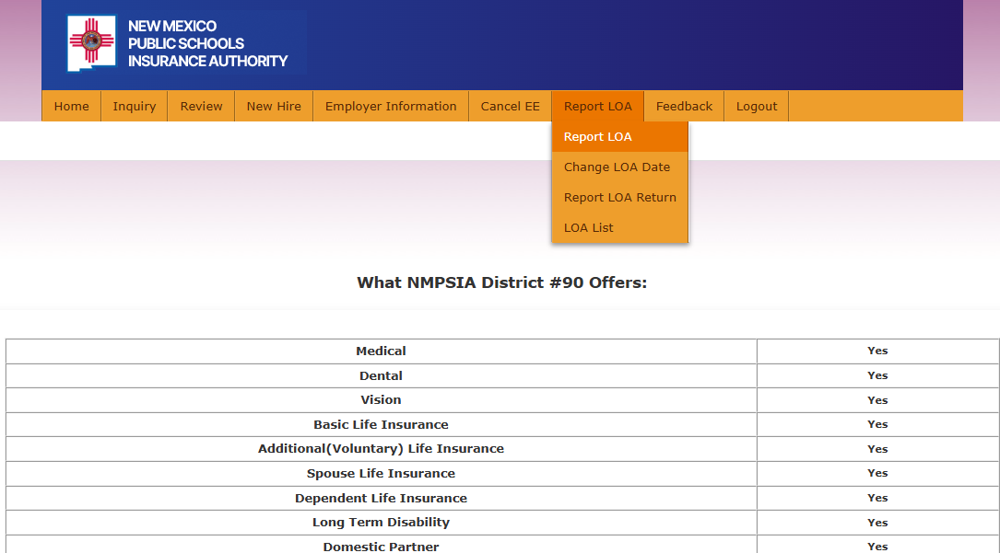 NEW MEXICO
PUBLIC SCHOOLS
INSURANCE AUTHORITY
Home Inquiry Review New Hire Employer Information Cancel EE Report LOA Feedback Logout
Report LOA
Change LOA Date
Report LOA Return
LOA List
What NMPSIA District #90 Offers:
Medical Yes
Dental Yes
Vision Yes
Basic Life Insurance Yes
Additional(Voluntary) Life Insurance Yes
Spouse Life Insurance Yes
Dependent Life Insurance Yes
Long Term Disability Yes
Domestic Partner Yes